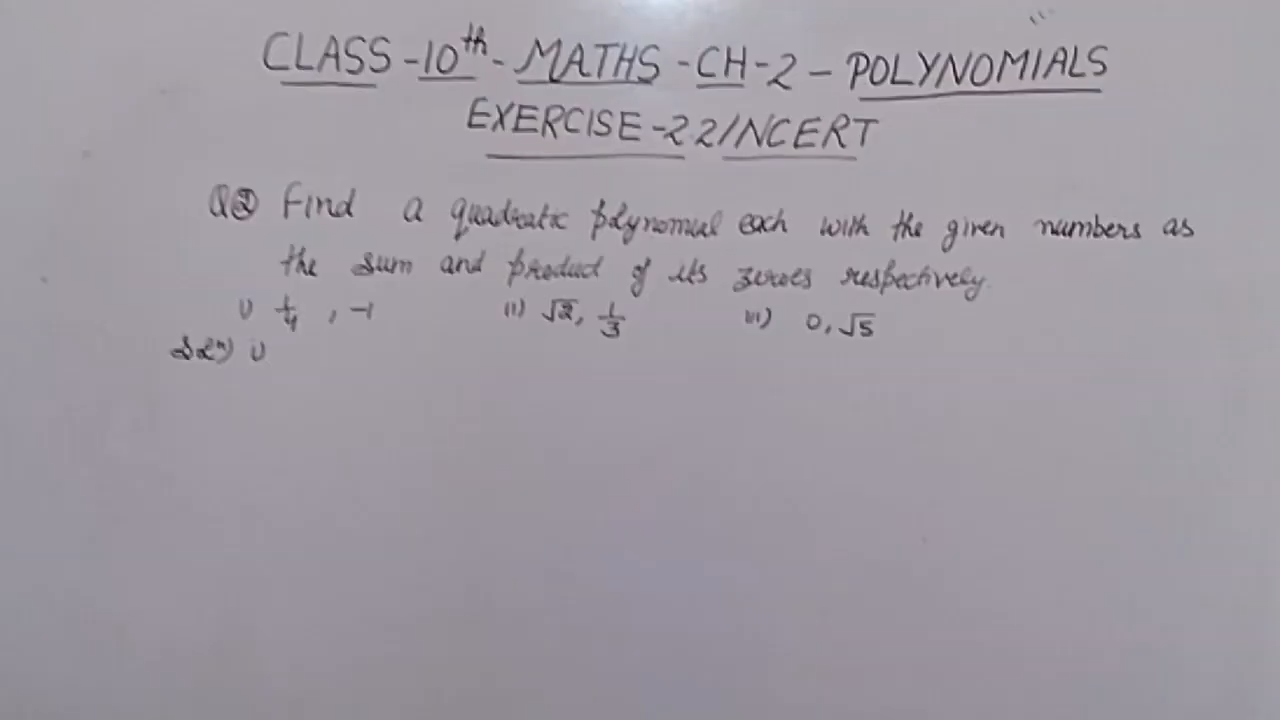 CLASS -10th- MATHS - CH-2 - POLYNOMIALS
EXERCISE-2.2/NCERT
Q② Find a quadratic polynomial each with the given numbers as
the sum and product of its zeroes respectively.
i) 1/4 , -1 ii) √2, 1/3 iii) 0, √5
Solⁿ) i)